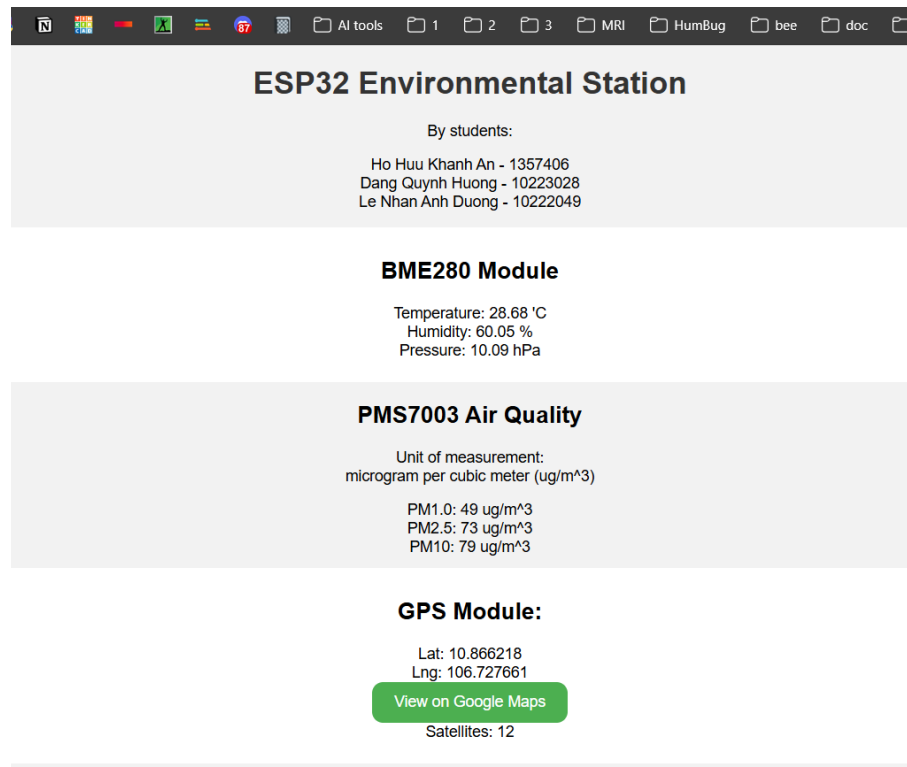 AI tools
1
2
3
MRI
HumBug
bee
doc
87
ESP32 Environmental Station
By students:
Ho Huu Khanh An - 1357406
Dang Quynh Huong - 10223028
Le Nhan Anh Duong - 10222049
BME280 Module
Temperature: 28.68 'C
Humidity: 60.05 %
Pressure: 10.09 hPa
PMS7003 Air Quality
Unit of measurement:
microgram per cubic meter (ug/m^3)
PM1.0: 49 ug/m^3
PM2.5: 73 ug/m^3
PM10: 79 ug/m^3
GPS Module:
Lat: 10.866218
Lng: 106.727661
View on Google Maps
Satellites: 12